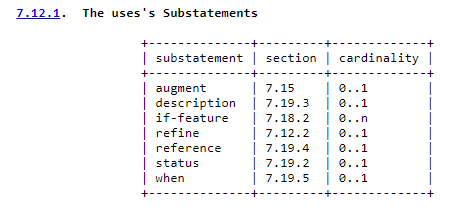 7.12.1. The uses's Substatements
+--------------+---------+-------------+
| substatement | section | cardinality |
+--------------+---------+-------------+
| augment | 7.15 | 0..1 |
| description | 7.19.3 | 0..1 |
| if-feature | 7.18.2 | 0..n |
| refine | 7.12.2 | 0..1 |
| reference | 7.19.4 | 0..1 |
| status | 7.19.2 | 0..1 |
| when | 7.19.5 | 0..1 |
+--------------+---------+-------------+